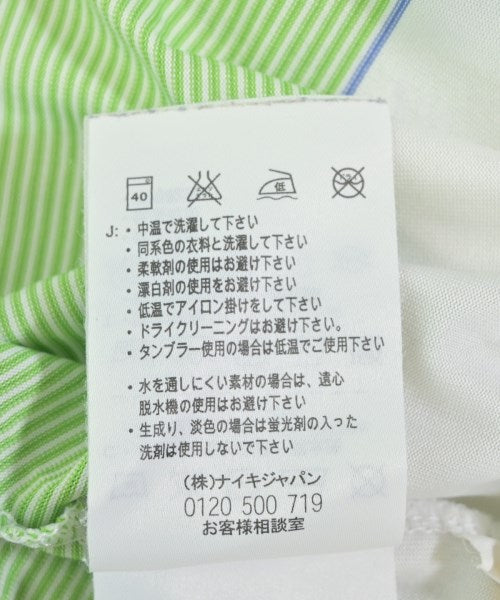 40 低
J: ・中温で洗濯して下さい
・同系色の衣料と洗濯して下さい
・柔軟剤の使用はお避け下さい
・漂白剤の使用をお避け下さい
・低温でアイロン掛けをして下さい
・ドライクリーニングはお避け下さい。
・タンブラー使用の場合は低温でご使用下さい
・水を通しにくい素材の場合は、遠心
脱水機の使用はお避け下さい
・生成り、淡色の場合は蛍光剤の入った
洗剤は使用しないで下さい
(株)ナイキジャパン
0120 500 719
お客様相談室